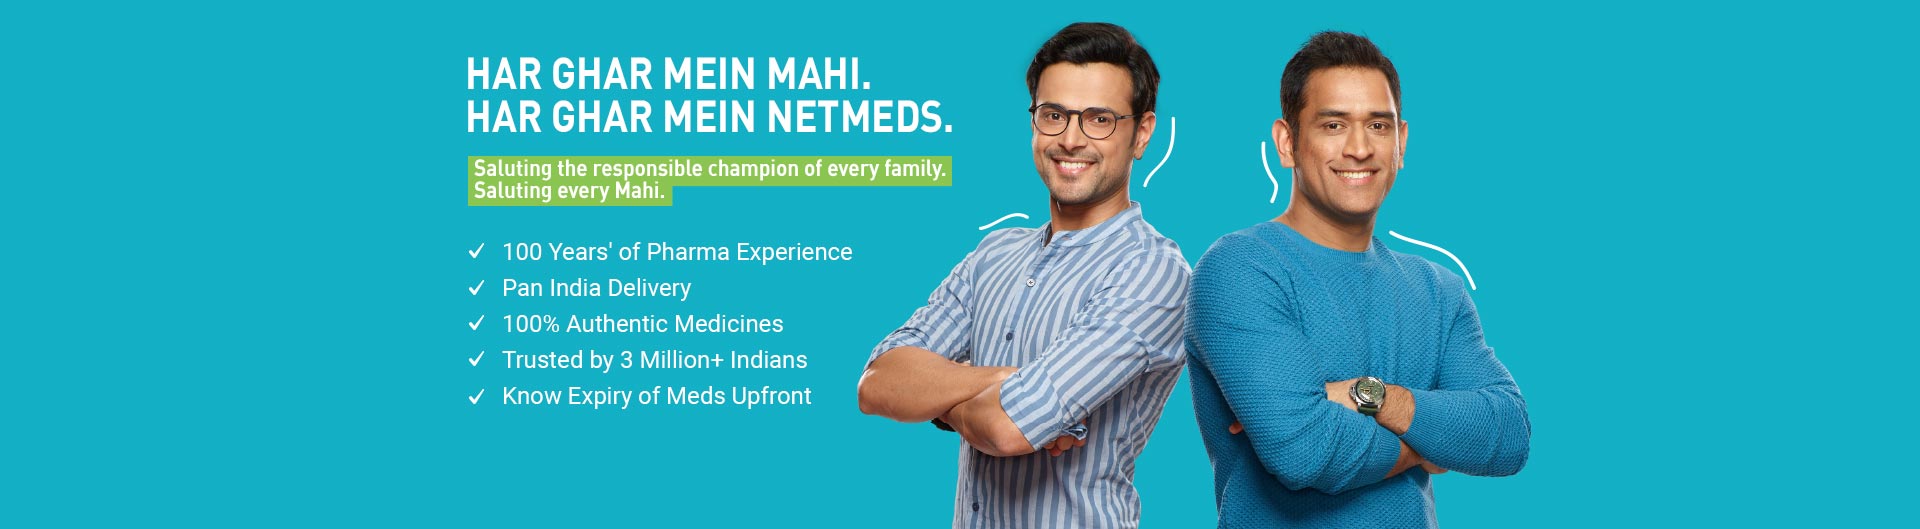 HAR GHAR MEIN MAHI.
HAR GHAR MEIN NETMEDS.
Saluting the responsible champion of every family.
Saluting every Mahi.
100 Years' of Pharma Experience
Pan India Delivery
100% Authentic Medicines
Trusted by 3 Million+ Indians
Know Expiry of Meds Upfront